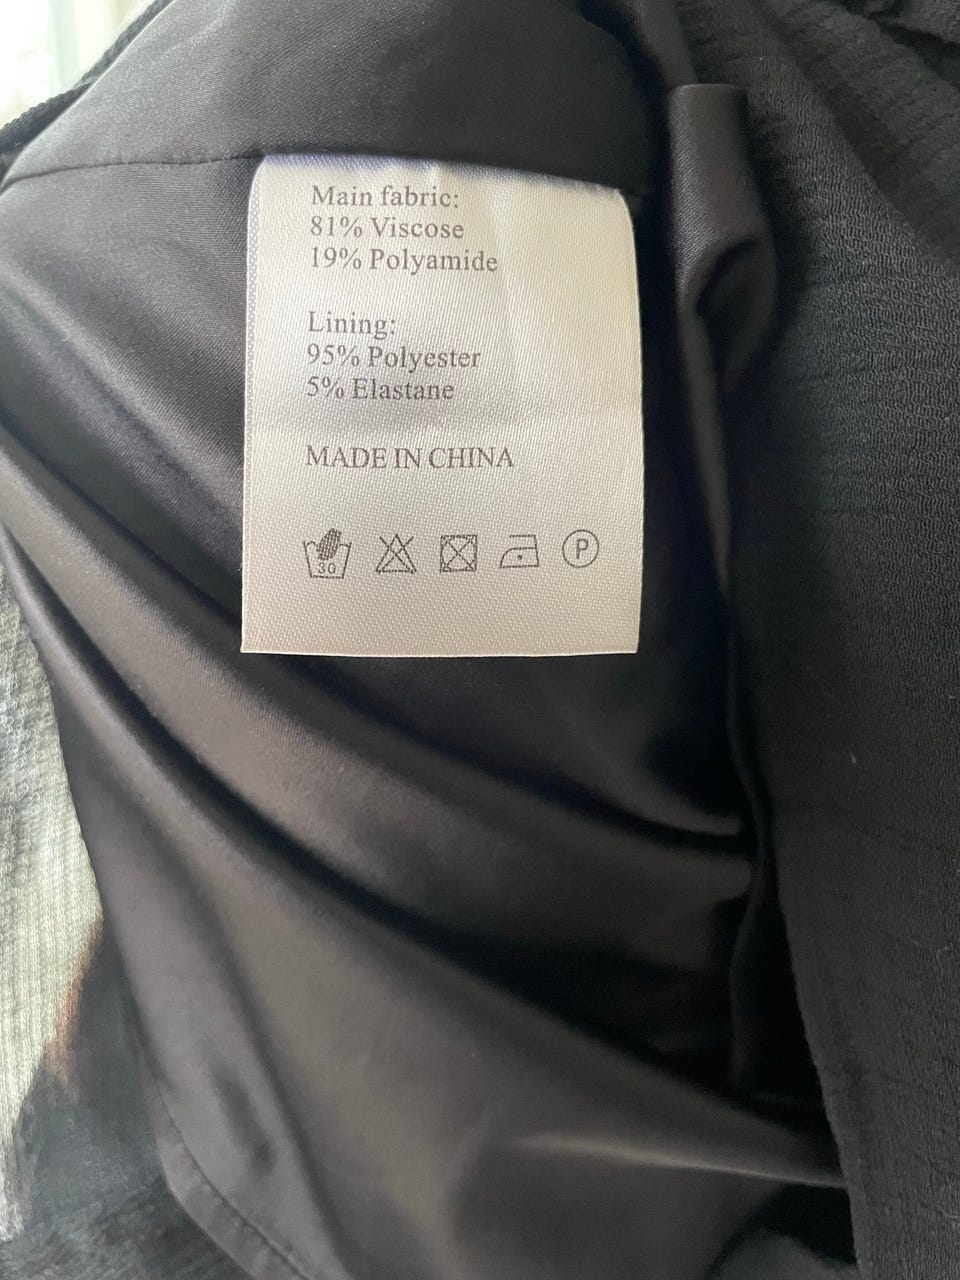 Main fabric:
81% Viscose
19% Polyamide
Lining:
95% Polyester
5% Elastane
MADE IN CHINA
30
P